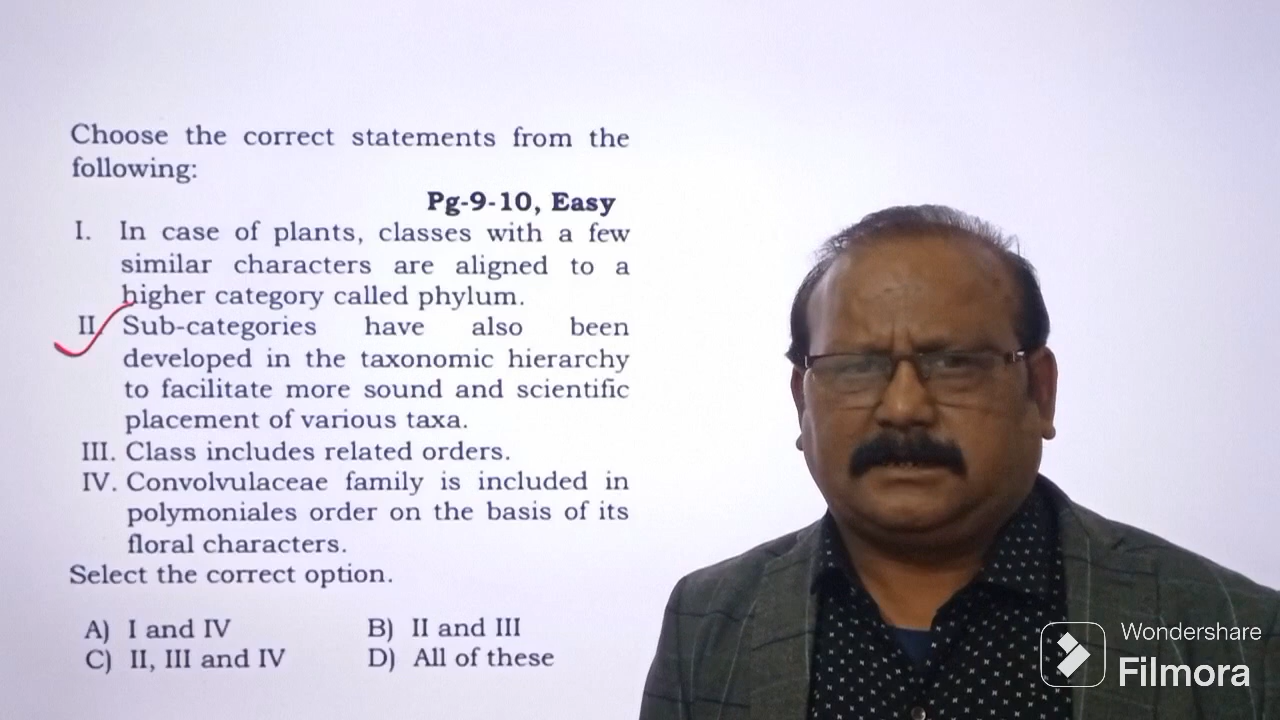 Choose the correct statements from the
following:
Pg-9-10, Easy
I. In case of plants, classes with a few
similar characters are aligned to a
higher category called phylum.
II. Sub-categories have also been
developed in the taxonomic hierarchy
to facilitate more sound and scientific
placement of various taxa.
III. Class includes related orders.
IV. Convolvulaceae family is included in
polymoniales order on the basis of its
floral characters.
Select the correct option.
A) I and IV B) II and III
C) II, III and IV D) All of these
Wondershare
Filmora